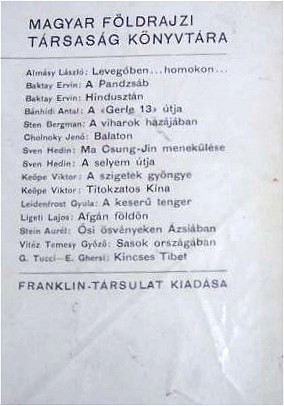 MAGYAR FÖLDRAJZI
TÁRSASÁG KÖNYVTÁRA
Almásy László: Levegőben... homokon...
Baktay Ervin: A Pandzsáb
Baktay Ervin: Hindusztán
Bánhidi Antal: A «Gerle 13» útja
Sten Bergman: A viharok hazájában
Cholnoky Jenő: Balaton
Sven Hedin: Ma Csung-Jin menekülése
Sven Hedin: A selyem útja
Keöpe Viktor: A szigetek gyöngye
Keöpe Viktor: Titokzatos Kína
Leidenfrost Gyula: A keserű tenger
Ligeti Lajos: Afgán földön
Stein Aurél: Ősi ösvényeken Ázsiában
Vitéz Temesy Győző: Sasok országában
G. Tucci—E. Ghersi: Kincses Tibet
FRANKLIN-TÁRSULAT KIADÁSA